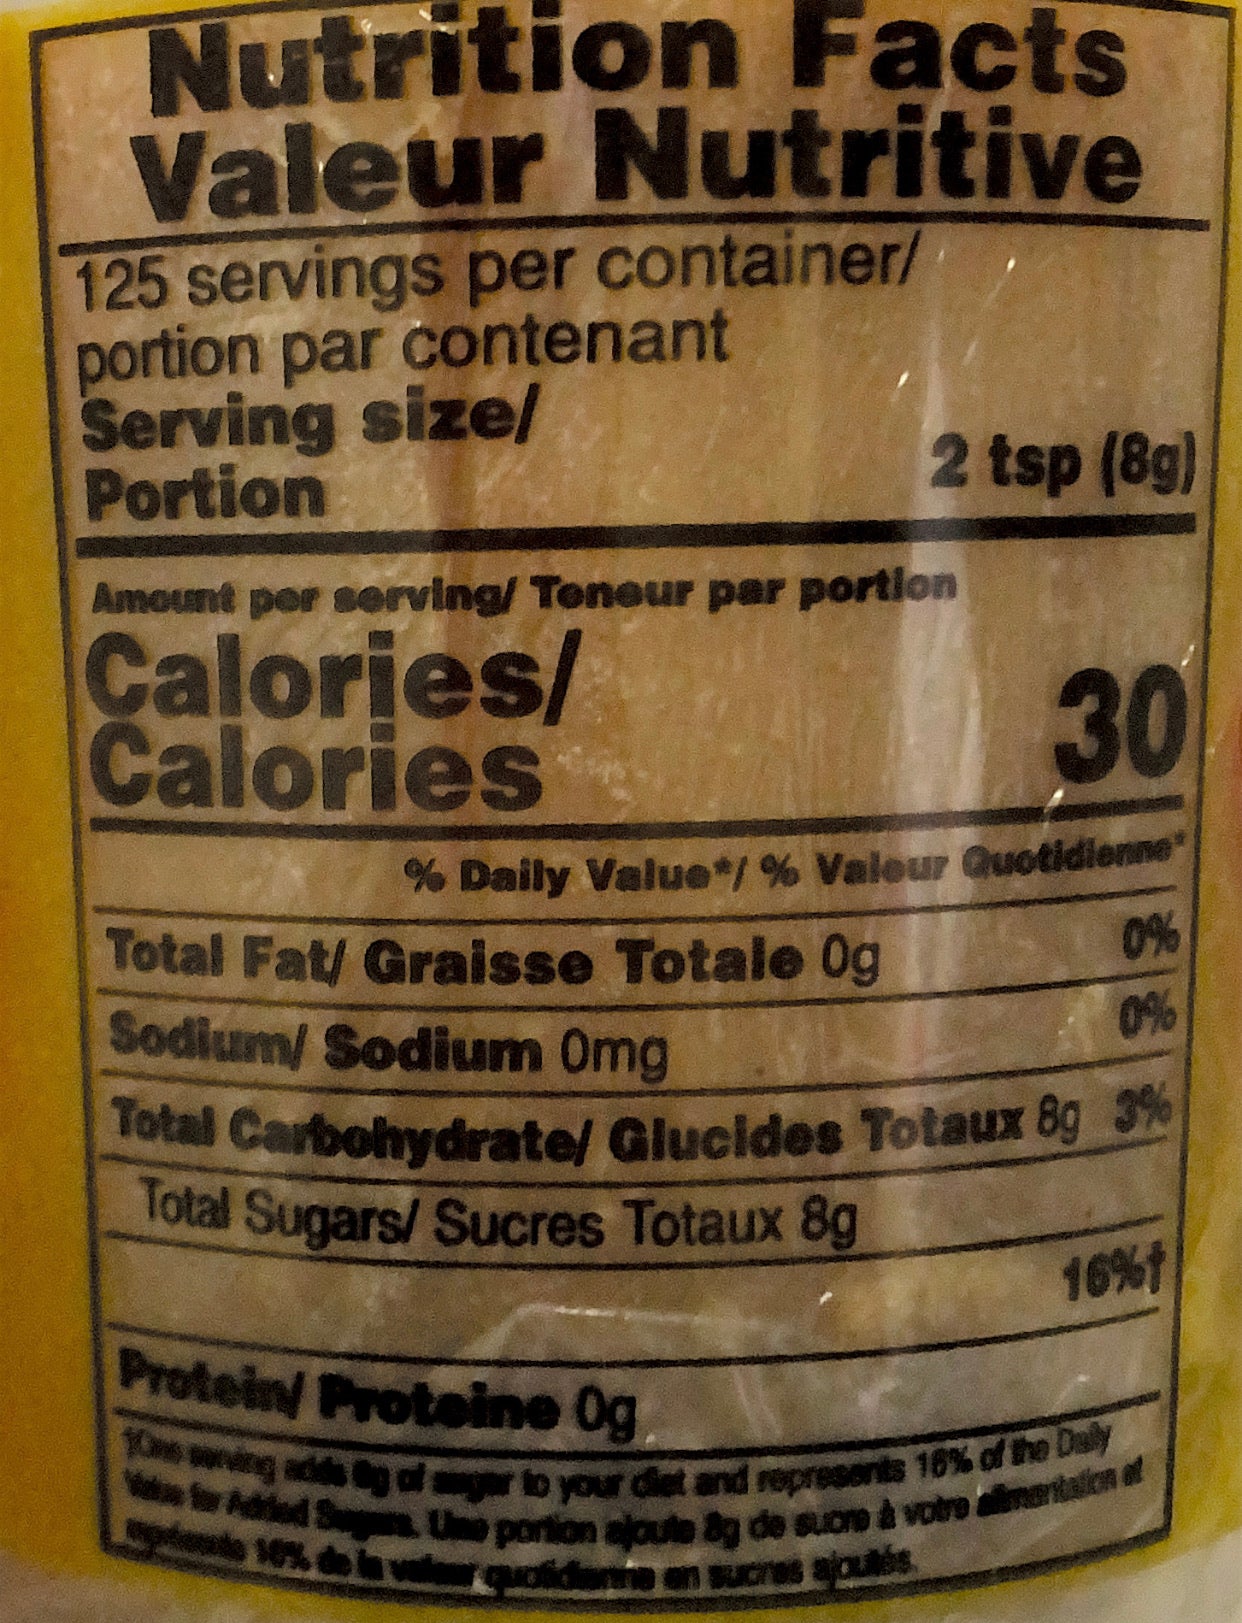 Nutrition Facts
Valeur Nutritive
125 servings per container/
portion par contenant
Serving size/
Portion 2 tsp (8g)
Amount per serving/ Teneur par portion
Calories/
Calories 30
% Daily Value*/ % Valeur Quotidienne*
Total Fat/ Graisse Totale 0g 0%
Sodium/ Sodium 0mg 0%
Total Carbohydrate/ Glucides Totaux 8g 3%
Total Sugars/ Sucres Totaux 8g
16%†
Protein/ Proteine 0g
†One serving adds 8g of sugar to your diet and represents 16% of the Daily
Value for Added Sugars. Une portion ajoute 8g de sucre à votre alimentation et
représente 16% de la valeur quotidienne en sucres ajoutés.